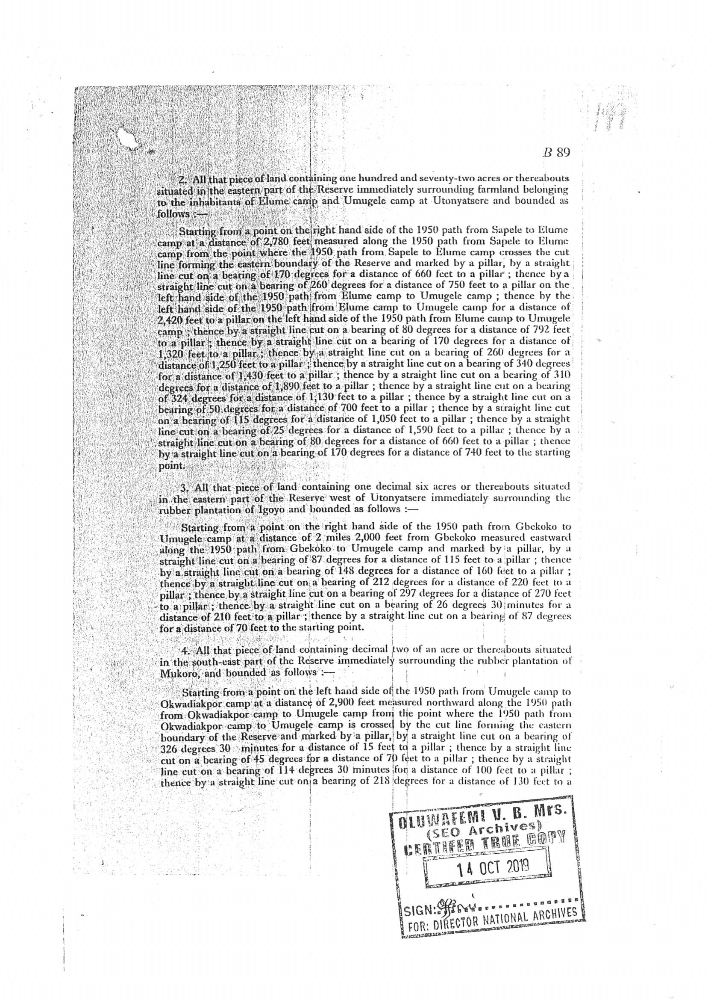 199
B 89
2. All that piece of land containing one hundred and seventy-two acres or thereabouts
situated in the eastern part of the Reserve immediately surrounding farmland belonging
to the inhabitants of Elume camp and Umugele camp at Utonyatsere and bounded as
follows :—
Starting from a point on the right hand side of the 1950 path from Sapele to Elume
camp at a distance of 2,780 feet measured along the 1950 path from Sapele to Elume
camp from the point where the 1950 path from Sapele to Elume camp crosses the cut
line forming the eastern boundary of the Reserve and marked by a pillar, by a straight
line cut on a bearing of 170 degrees for a distance of 660 feet to a pillar ; thence by a
straight line cut on a bearing of 260 degrees for a distance of 750 feet to a pillar on the
left hand side of the 1950 path from Elume camp to Umugele camp ; thence by the
left hand side of the 1950 path from Elume camp to Umugele camp for a distance of
2,420 feet to a pillar on the left hand side of the 1950 path from Elume camp to Umugele
camp ; thence by a straight line cut on a bearing of 80 degrees for a distance of 792 feet
to a pillar ; thence by a straight line cut on a bearing of 170 degrees for a distance of
1,320 feet to a pillar ; thence by a straight line cut on a bearing of 260 degrees for a
distance of 1,250 feet to a pillar ; thence by a straight line cut on a bearing of 340 degrees
for a distance of 1,430 feet to a pillar ; thence by a straight line cut on a bearing of 310
degrees for a distance of 1,890 feet to a pillar ; thence by a straight line cut on a bearing
of 324 degrees for a distance of 1,130 feet to a pillar ; thence by a straight line cut on a
bearing of 50 degrees for a distance of 700 feet to a pillar ; thence by a straight line cut
on a bearing of 115 degrees for a distance of 1,050 feet to a pillar ; thence by a straight
line cut on a bearing of 25 degrees for a distance of 1,590 feet to a pillar ; thence by a
straight line cut on a bearing of 80 degrees for a distance of 660 feet to a pillar ; thence
by a straight line cut on a bearing of 170 degrees for a distance of 740 feet to the starting
point.
3. All that piece of land containing one decimal six acres or thereabouts situated
in the eastern part of the Reserve west of Utonyatsere immediately surrounding the
rubber plantation of Igoyo and bounded as follows :—
Starting from a point on the right hand side of the 1950 path from Gbekoko to
Umugele camp at a distance of 2 miles 2,000 feet from Gbekoko measured eastward
along the 1950 path from Gbekoko to Umugele camp and marked by a pillar, by a
straight line cut on a bearing of 87 degrees for a distance of 115 feet to a pillar ; thence
by a straight line cut on a bearing of 148 degrees for a distance of 160 feet to a pillar ;
thence by a straight line cut on a bearing of 212 degrees for a distance of 220 feet to a
pillar ; thence by a straight line cut on a bearing of 297 degrees for a distance of 270 feet
to a pillar ; thence by a straight line cut on a bearing of 26 degrees 30 minutes for a
distance of 210 feet to a pillar ; thence by a straight line cut on a bearing of 87 degrees
for a distance of 70 feet to the starting point.
4. All that piece of land containing decimal two of an acre or thereabouts situated
in the south-east part of the Reserve immediately surrounding the rubber plantation of
Mukoro, and bounded as follows :—
Starting from a point on the left hand side of the 1950 path from Umugele camp to
Okwadiakpor camp at a distance of 2,900 feet measured northward along the 1950 path
from Okwadiakpor camp to Umugele camp from the point where the 1950 path from
Okwadiakpor camp to Umugele camp is crossed by the cut line forming the eastern
boundary of the Reserve and marked by a pillar, by a straight line cut on a bearing of
326 degrees 30 minutes for a distance of 15 feet to a pillar ; thence by a straight line
cut on a bearing of 45 degrees for a distance of 70 feet to a pillar ; thence by a straight
line cut on a bearing of 114 degrees 30 minutes for a distance of 100 feet to a pillar ;
thence by a straight line cut on a bearing of 218 degrees for a distance of 130 feet to a
OLUWAFEMI V. B. Mrs.
(SEO Archives)
CERTIFED TRUE COPY
14 OCT 2019
SIGN:
FOR: DIRECTOR NATIONAL ARCHIVES